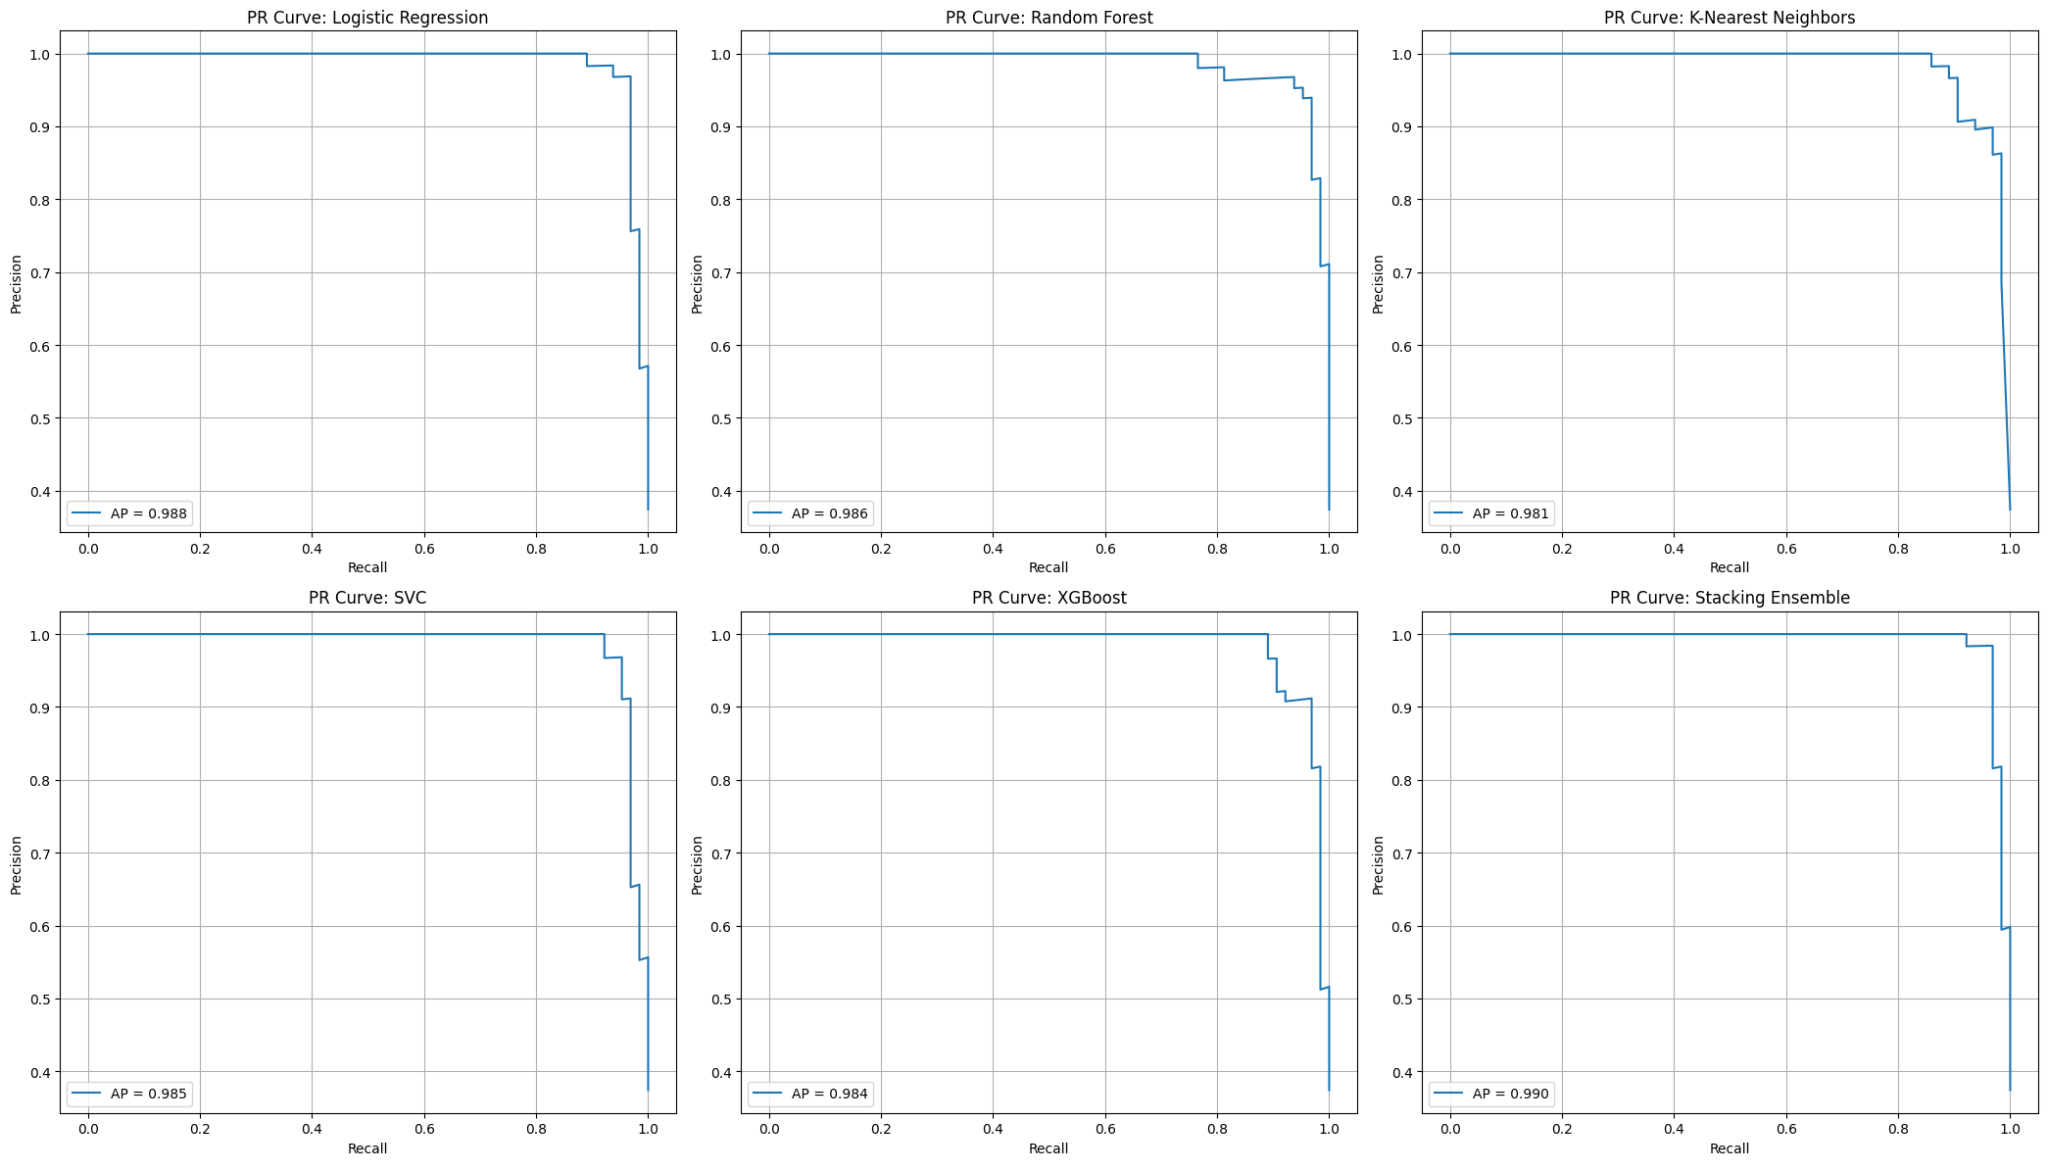 PR Curve: Logistic Regression
1.0
0.9
0.8
0.7
0.6
0.5
0.4
Precision
AP = 0.988
0.0 0.2 0.4 0.6 0.8 1.0
Recall
PR Curve: Random Forest
1.0
0.9
0.8
0.7
0.6
0.5
0.4
Precision
AP = 0.986
0.0 0.2 0.4 0.6 0.8 1.0
Recall
PR Curve: K-Nearest Neighbors
1.0
0.9
0.8
0.7
0.6
0.5
0.4
Precision
AP = 0.981
0.0 0.2 0.4 0.6 0.8 1.0
Recall
PR Curve: SVC
1.0
0.9
0.8
0.7
0.6
0.5
0.4
Precision
AP = 0.985
0.0 0.2 0.4 0.6 0.8 1.0
Recall
PR Curve: XGBoost
1.0
0.9
0.8
0.7
0.6
0.5
0.4
Precision
AP = 0.984
0.0 0.2 0.4 0.6 0.8 1.0
Recall
PR Curve: Stacking Ensemble
1.0
0.9
0.8
0.7
0.6
0.5
0.4
Precision
AP = 0.990
0.0 0.2 0.4 0.6 0.8 1.0
Recall